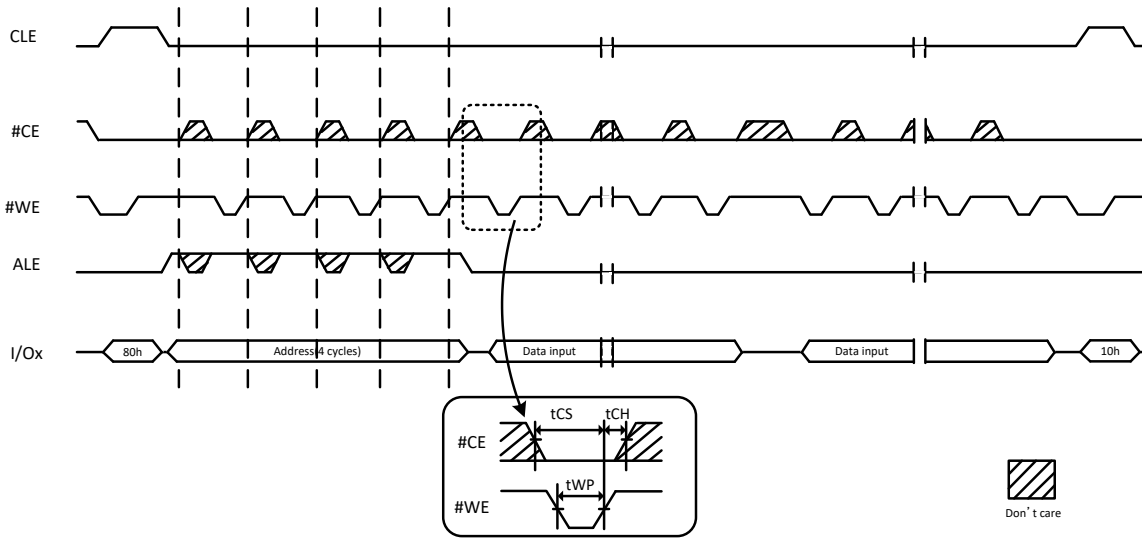 CLE
#CE
#WE
ALE
I/Ox
80h
Address(4 cycles)
Data input
Data input
10h
tCS
tCH
#CE
tWP
#WE
Don't care